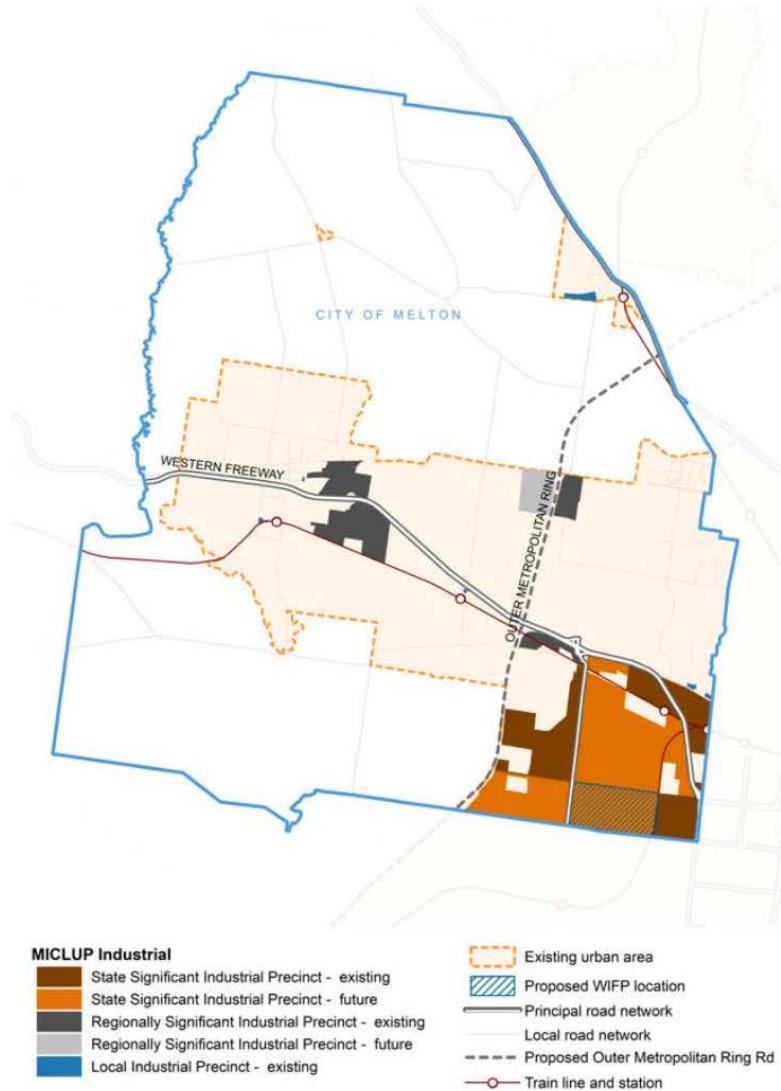 CITY OF MELTON
WESTERN FREEWAY
OUTER METROPOLITAN RING
MICLUP Industrial
State Significant Industrial Precinct - existing
State Significant Industrial Precinct - future
Regionally Significant Industrial Precinct - existing
Regionally Significant Industrial Precinct - future
Local Industrial Precinct - existing
Existing urban area
Proposed WIFP location
Principal road network
Local road network
Proposed Outer Metropolitan Ring Rd
Train line and station